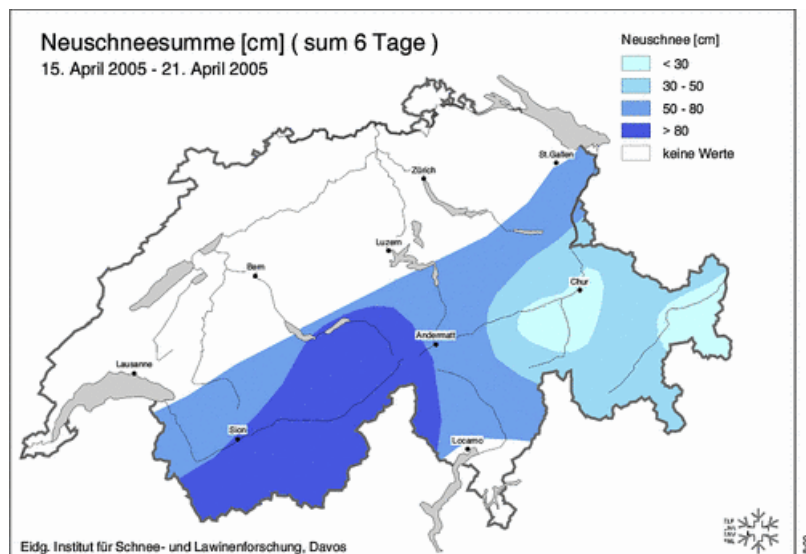 Neuschneesumme [cm] ( sum 6 Tage )
15. April 2005 - 21. April 2005
Neuschnee [cm]
< 30
30 - 50
50 - 80
> 80
keine Werte
St.Gallen
Zürich
Luzern
Bern
Chur
Andermatt
Lausanne
Sion
Locarno
Eidg. Institut für Schnee- und Lawinenforschung, Davos